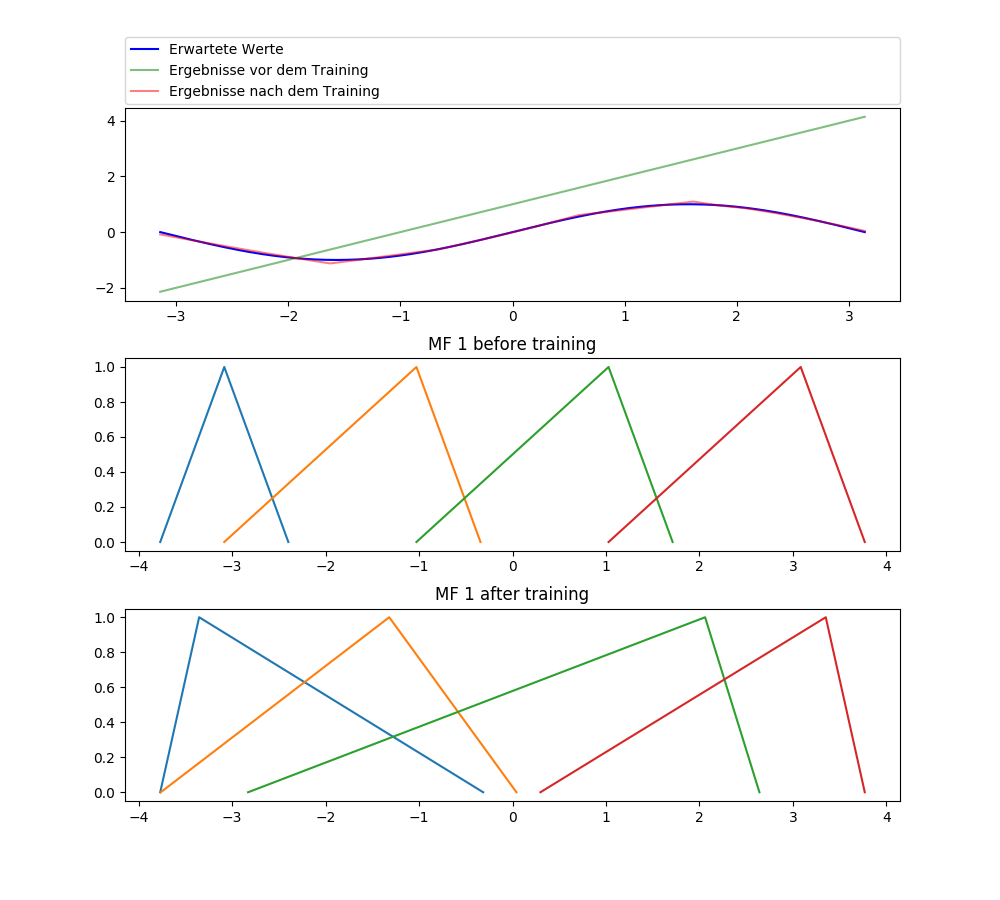 Erwartete Werte
Ergebnisse vor dem Training
Ergebnisse nach dem Training
4
2
0
−2
−3 −2 −1 0 1 2 3
MF 1 before training
1.0
0.8
0.6
0.4
0.2
0.0
−4 −3 −2 −1 0 1 2 3 4
MF 1 after training
1.0
0.8
0.6
0.4
0.2
0.0
−4 −3 −2 −1 0 1 2 3 4